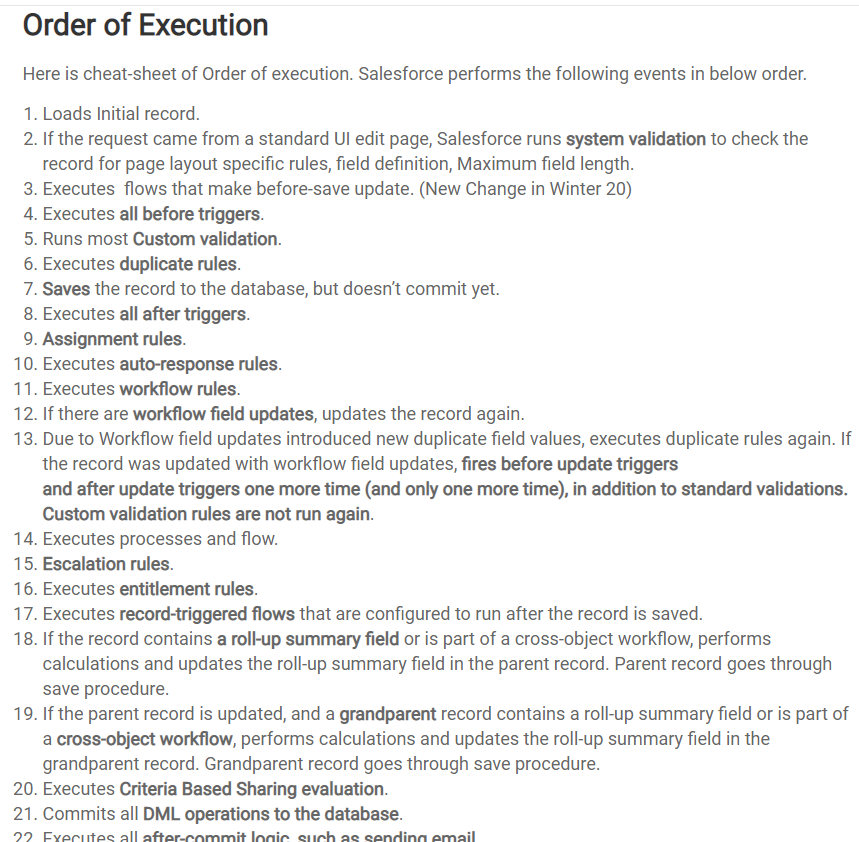 Order of Execution
Here is cheat-sheet of Order of execution. Salesforce performs the following events in below order.
1. Loads Initial record.
2. If the request came from a standard UI edit page, Salesforce runs system validation to check the
record for page layout specific rules, field definition, Maximum field length.
3. Executes  flows that make before-save update. (New Change in Winter 20)
4. Executes all before triggers.
5. Runs most Custom validation.
6. Executes duplicate rules.
7. Saves the record to the database, but doesn’t commit yet.
8. Executes all after triggers.
9. Assignment rules.
10. Executes auto-response rules.
11. Executes workflow rules.
12. If there are workflow field updates, updates the record again.
13. Due to Workflow field updates introduced new duplicate field values, executes duplicate rules again. If
the record was updated with workflow field updates, fires before update triggers
and after update triggers one more time (and only one more time), in addition to standard validations.
Custom validation rules are not run again.
14. Executes processes and flow.
15. Escalation rules.
16. Executes entitlement rules.
17. Executes record-triggered flows that are configured to run after the record is saved.
18. If the record contains a roll-up summary field or is part of a cross-object workflow, performs
calculations and updates the roll-up summary field in the parent record. Parent record goes through
save procedure.
19. If the parent record is updated, and a grandparent record contains a roll-up summary field or is part of
a cross-object workflow, performs calculations and updates the roll-up summary field in the
grandparent record. Grandparent record goes through save procedure.
20. Executes Criteria Based Sharing evaluation.
21. Commits all DML operations to the database.
22. Executes all after-commit logic, such as sending email